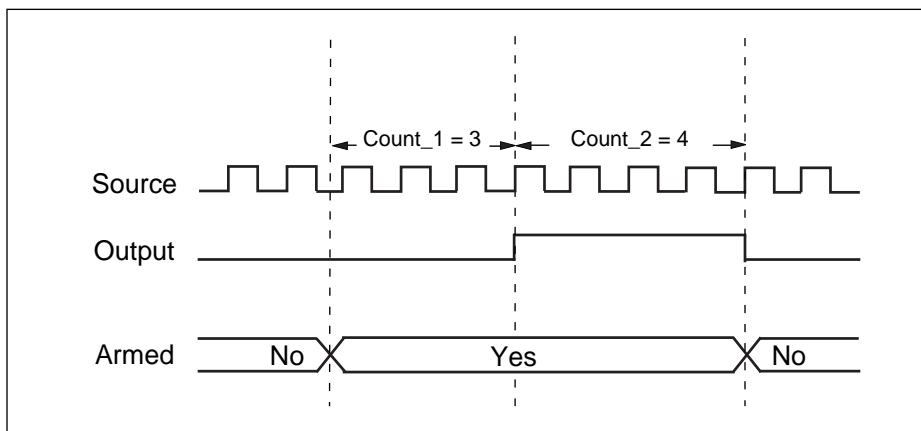 Count_1 = 3 Count_2 = 4
Source
Output
Armed No Yes No